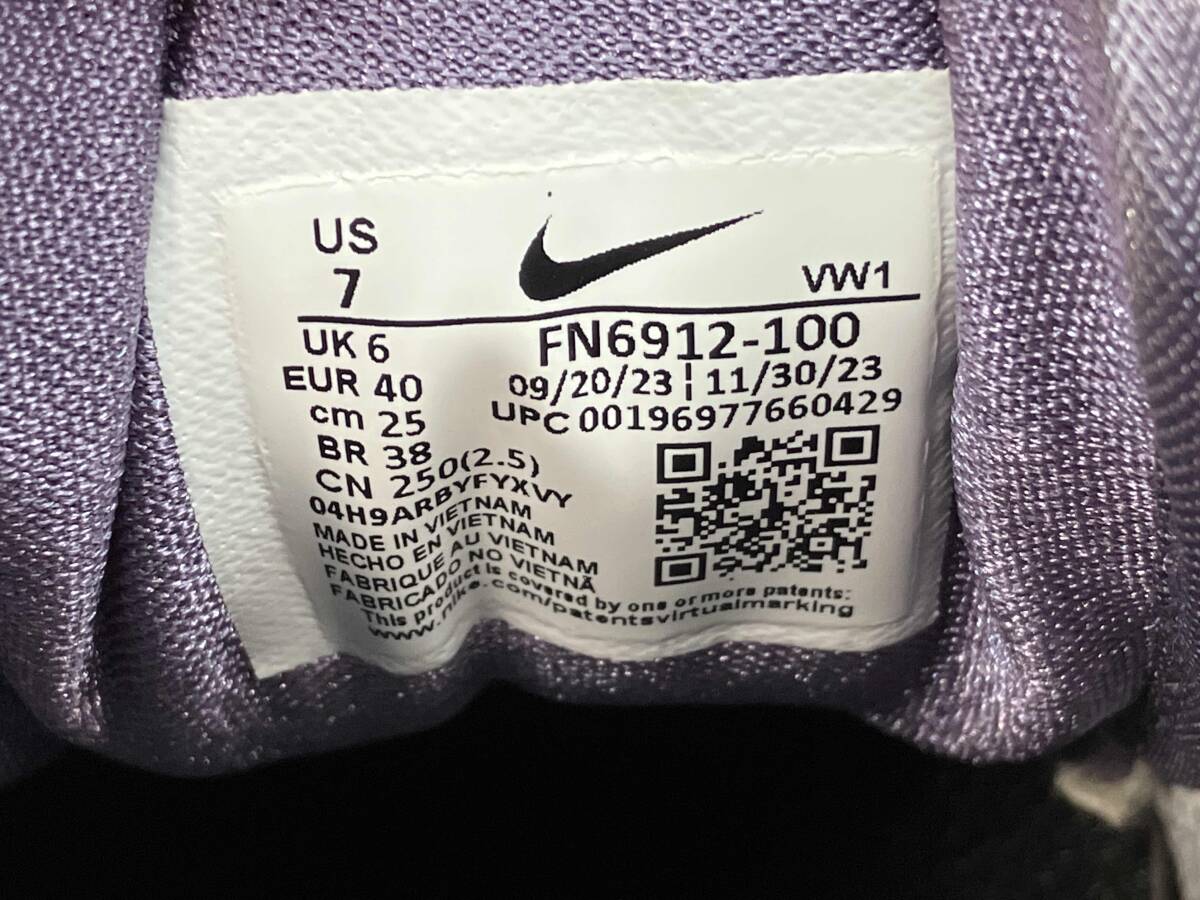 US
7
VW1
UK 6
EUR 40
cm 25
BR 38
CN 250(2.5)
04H9ARBYFYXVY
MADE IN VIETNAM
HECHO EN VIETNAM
FABRIQUE AU VIETNAM
FABRICADO NO VIETNÃ
This product is covered by one or more patents:
www.nike.com/patentsvirtualmarking
FN6912-100
09/20/23 ¦ 11/30/23
UPC 00196977660429